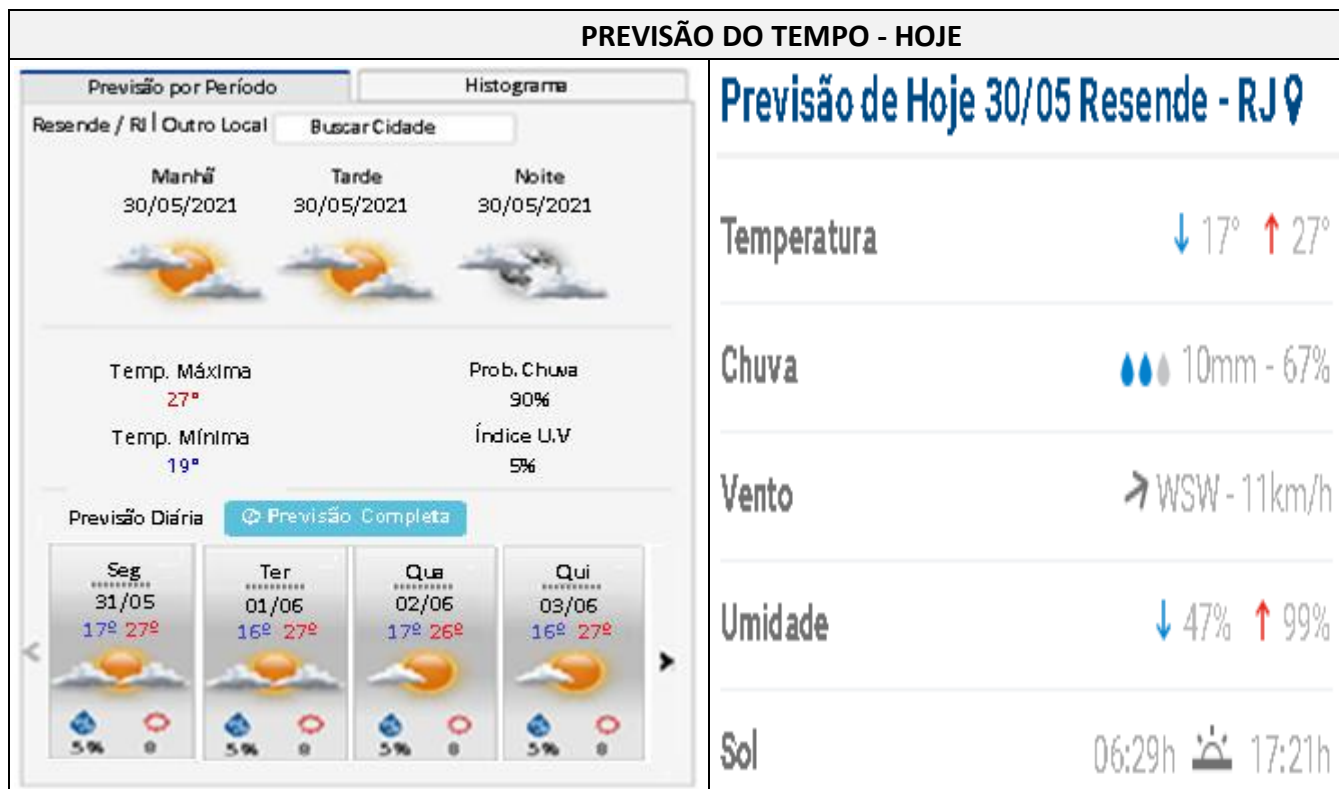 PREVISÃO DO TEMPO - HOJE
Previsão por Período
Histograma
Resende / RJ | Outro Local Buscar Cidade
Manhã Tarde Noite
30/05/2021 30/05/2021 30/05/2021
Temp. Máxima Prob. Chuva
27° 90%
Temp. Mínima Índice U.V
19° 5%
Previsão Diária Previsão Completa
Seg Ter Qua Qui
31/05 01/06 02/06 03/06
17º 27º 16º 27º 17º 26º 16º 27º
5% 8 5% 8 5% 8 5% 8
Previsão de Hoje 30/05 Resende - RJ
Temperatura ↓ 17° ↑ 27°
Chuva 10mm - 67%
Vento WSW - 11km/h
Umidade ↓ 47% ↑ 99%
Sol 06:29h 17:21h